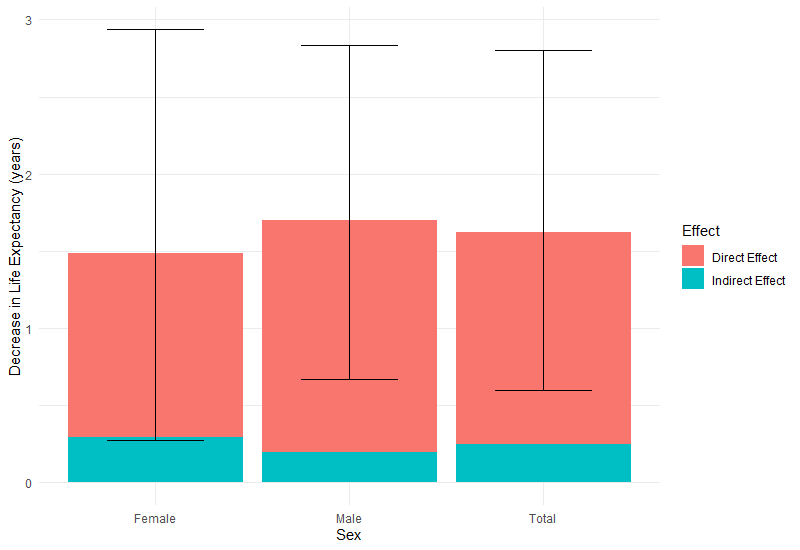 Decrease in Life Expectancy (years)
3
2
1
0
Female
Male
Total
Sex
Effect
Direct Effect
Indirect Effect